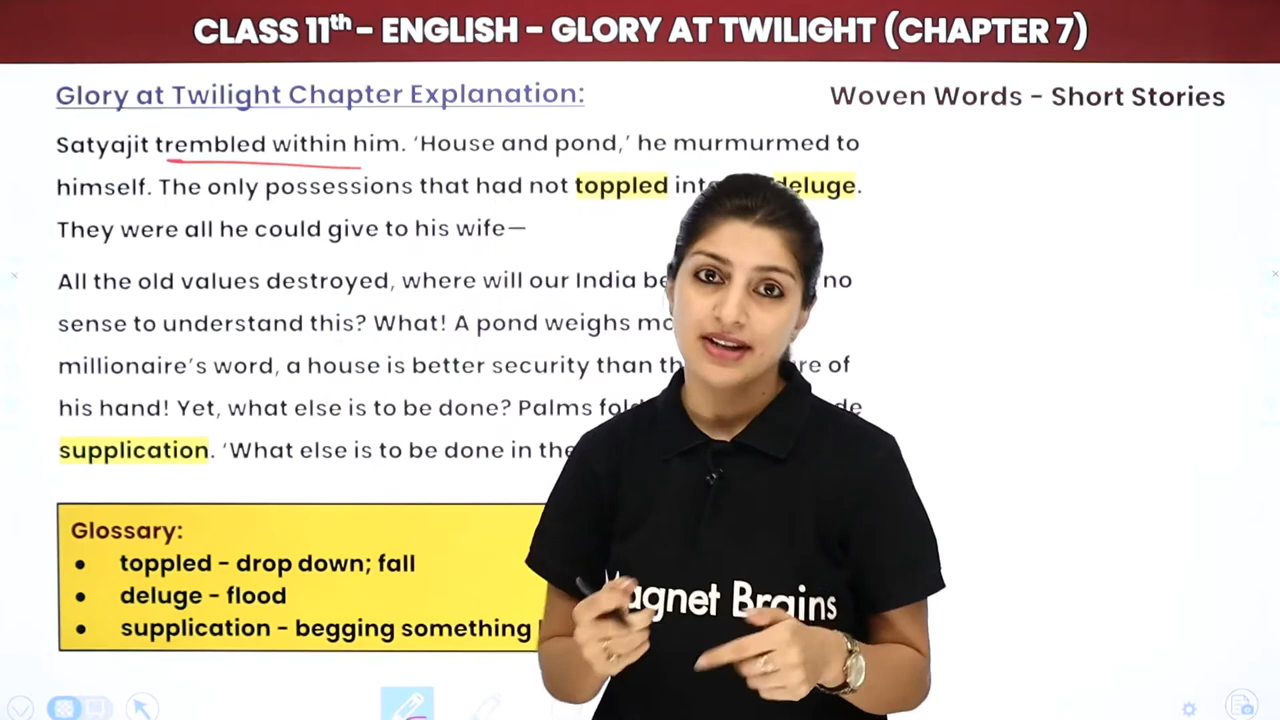 CLASS 11th - ENGLISH - GLORY AT TWILIGHT (CHAPTER 7)
Glory at Twilight Chapter Explanation:
Woven Words - Short Stories
Satyajit trembled within him. ‘House and pond,’ he murmured to
himself. The only possessions that had not toppled deluge.
They were all he could give to his wife—
All the old values destroyed, where will our India no
sense to understand this? What! A pond weighs
millionaire’s word, a house is better security than of
his hand! Yet, what else is to be done? Palms
supplication. ‘What else is to be done in
Glossary:
● toppled - drop down; fall
● deluge - flood
● supplication - begging something
Magnet Brains